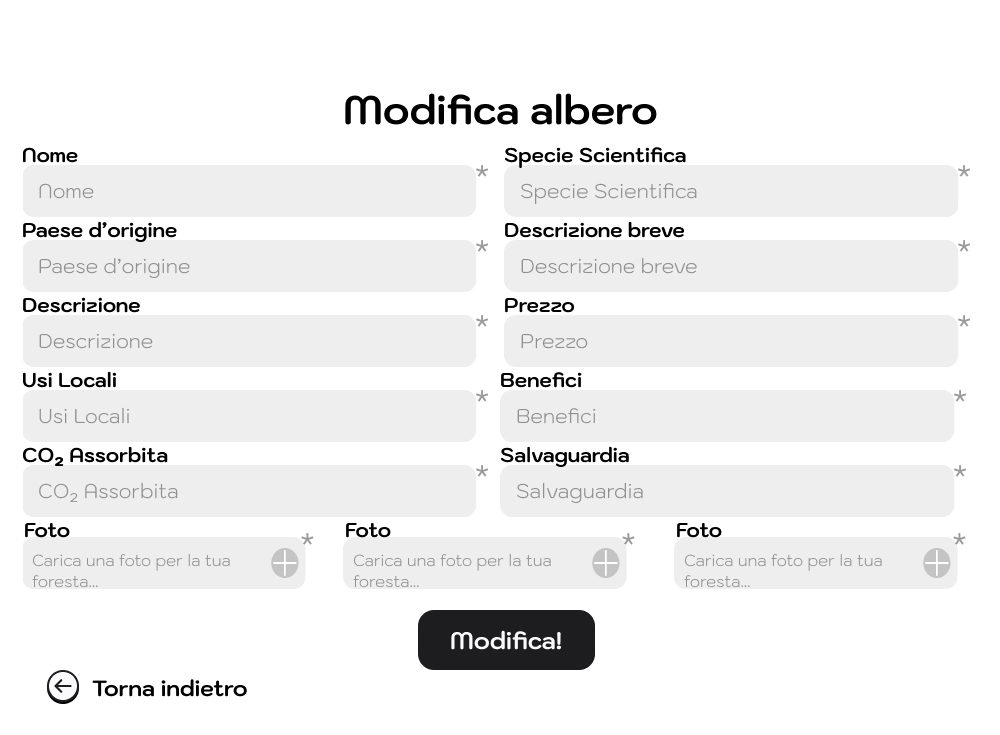 Modifica albero
Nome
Specie Scientifica
Nome
*
Specie Scientifica
*
Paese d’origine
Descrizione breve
Paese d’origine
*
Descrizione breve
*
Descrizione
Prezzo
Descrizione
*
Prezzo
*
Usi Locali
Benefici
Usi Locali
*
Benefici
*
CO₂ Assorbita
Salvaguardia
CO₂ Assorbita
*
Salvaguardia
*
Foto
Foto
Foto
Carica una foto per la tua
foresta...
*
Carica una foto per la tua
foresta...
*
Carica una foto per la tua
foresta...
*
Modifica!
Torna indietro